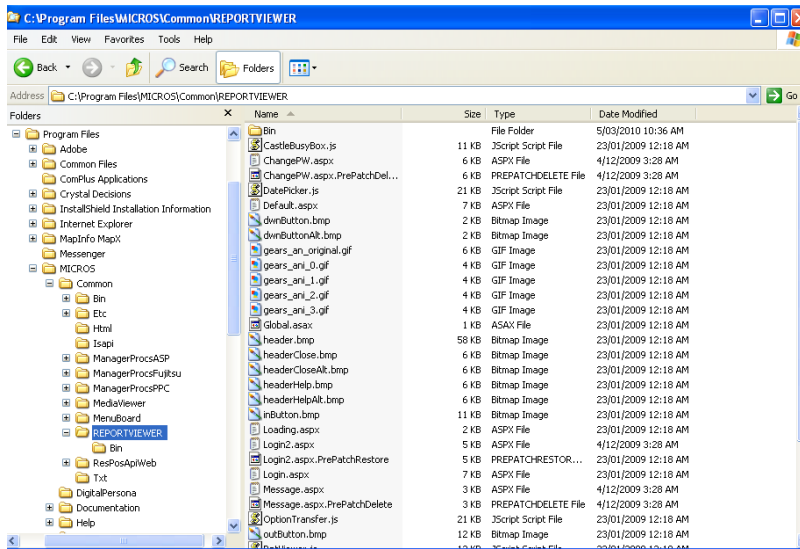 C:\Program Files\MICROS\Common\REPORTVIEWER
File Edit View Favorites Tools Help
Back Search Folders
Address C:\Program Files\MICROS\Common\REPORTVIEWER Go
Folders
Program Files
Adobe
Common Files
ComPlus Applications
Crystal Decisions
InstallShield Installation Information
Internet Explorer
MapInfo MapX
Messenger
MICROS
Common
Bin
Etc
Html
Isapi
ManagerProcsASP
ManagerProcsFujitsu
ManagerProcsPPC
MediaViewer
MenuBoard
REPORTVIEWER
Bin
ResPosApiWeb
Txt
DigitalPersona
Documentation
Help
Name Size Type Date Modified
Bin File Folder 5/03/2010 10:36 AM
CastleBusyBox.js 11 KB JScript Script File 23/01/2009 12:18 AM
ChangePW.aspx 6 KB ASPX File 4/12/2009 3:28 AM
ChangePW.aspx.PrePatchDel... 6 KB PREPATCHDELETE File 4/12/2009 3:28 AM
DatePicker.js 21 KB JScript Script File 23/01/2009 12:18 AM
Default.aspx 7 KB ASPX File 23/01/2009 12:18 AM
dwnButton.bmp 2 KB Bitmap Image 23/01/2009 12:18 AM
dwnButtonAlt.bmp 2 KB Bitmap Image 23/01/2009 12:18 AM
gears_an_original.gif 6 KB GIF Image 23/01/2009 12:18 AM
gears_ani_0.gif 4 KB GIF Image 23/01/2009 12:18 AM
gears_ani_1.gif 4 KB GIF Image 23/01/2009 12:18 AM
gears_ani_2.gif 4 KB GIF Image 23/01/2009 12:18 AM
gears_ani_3.gif 4 KB GIF Image 23/01/2009 12:18 AM
Global.asax 1 KB ASAX File 23/01/2009 12:18 AM
header.bmp 58 KB Bitmap Image 23/01/2009 12:18 AM
headerClose.bmp 6 KB Bitmap Image 23/01/2009 12:18 AM
headerCloseAlt.bmp 6 KB Bitmap Image 23/01/2009 12:18 AM
headerHelp.bmp 6 KB Bitmap Image 23/01/2009 12:18 AM
headerHelpAlt.bmp 6 KB Bitmap Image 23/01/2009 12:18 AM
inButton.bmp 11 KB Bitmap Image 23/01/2009 12:18 AM
Loading.aspx 2 KB ASPX File 23/01/2009 12:18 AM
Login2.aspx 5 KB ASPX File 4/12/2009 3:28 AM
Login2.aspx.PrePatchRestore 5 KB PREPATCHRESTOR... 23/01/2009 12:18 AM
Login.aspx 7 KB ASPX File 23/01/2009 12:18 AM
Message.aspx 3 KB ASPX File 4/12/2009 3:28 AM
Message.aspx.PrePatchDelete 3 KB PREPATCHDELETE File 4/12/2009 3:28 AM
OptionTransfer.js 21 KB JScript Script File 23/01/2009 12:18 AM
outButton.bmp 12 KB Bitmap Image 23/01/2009 12:18 AM